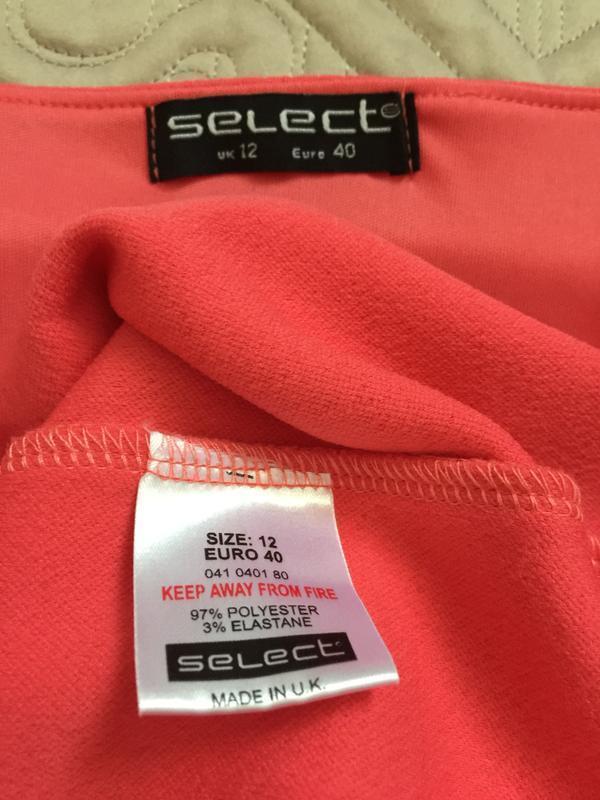 select
UK 12 Euro 40
SIZE: 12
EURO 40
041 0401 80
KEEP AWAY FROM FIRE
97% POLYESTER
3% ELASTANE
select
MADE IN U.K.